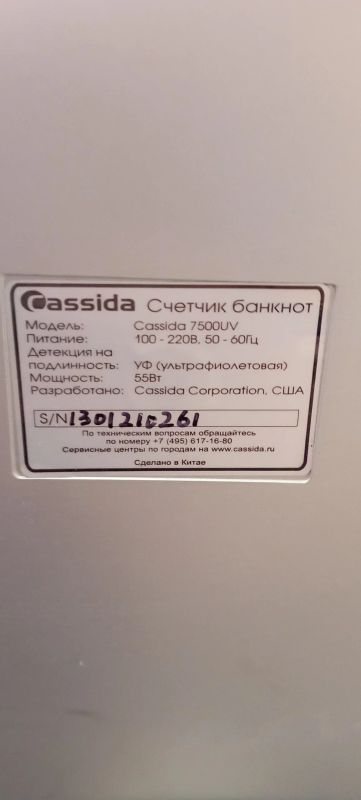 Cassida Счетчик банкнот
Модель: Cassida 7500UV
Питание: 100 - 220В, 50 - 60Гц
Детекция на
подлинность: УФ (ультрафиолетовая)
Мощность: 55Вт
Разработано: Cassida Corporation, США
S/N 1301210261
По техническим вопросам обращайтесь
по номеру +7 (495) 617-16-80
Сервисные центры по городам на www.cassida.ru
Сделано в Китае